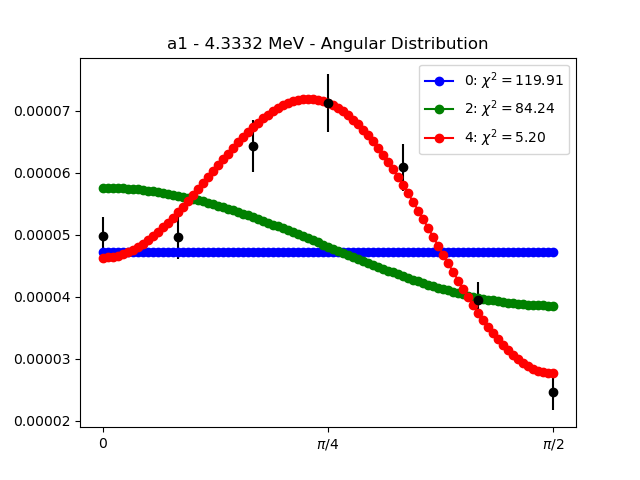 a1 - 4.3332 MeV - Angular Distribution
0: χ² = 119.91
2: χ² = 84.24
4: χ² = 5.20
0.00007
0.00006
0.00005
0.00004
0.00003
0.00002
0 π/4 π/2